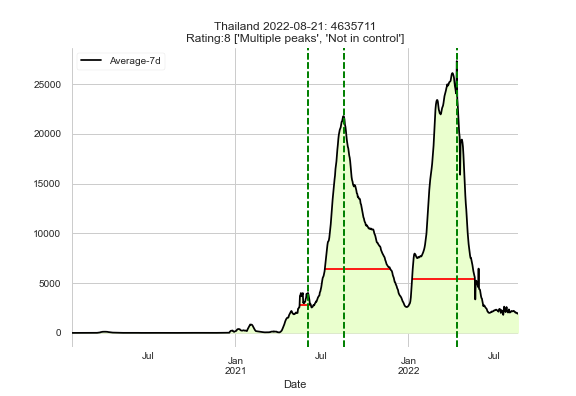 Thailand 2022-08-21: 4635711
Rating:8 ['Multiple peaks', 'Not in control']
Average-7d
25000
20000
15000
10000
5000
0
Jul
Jan
2021
Jul
Jan
2022
Jul
Date